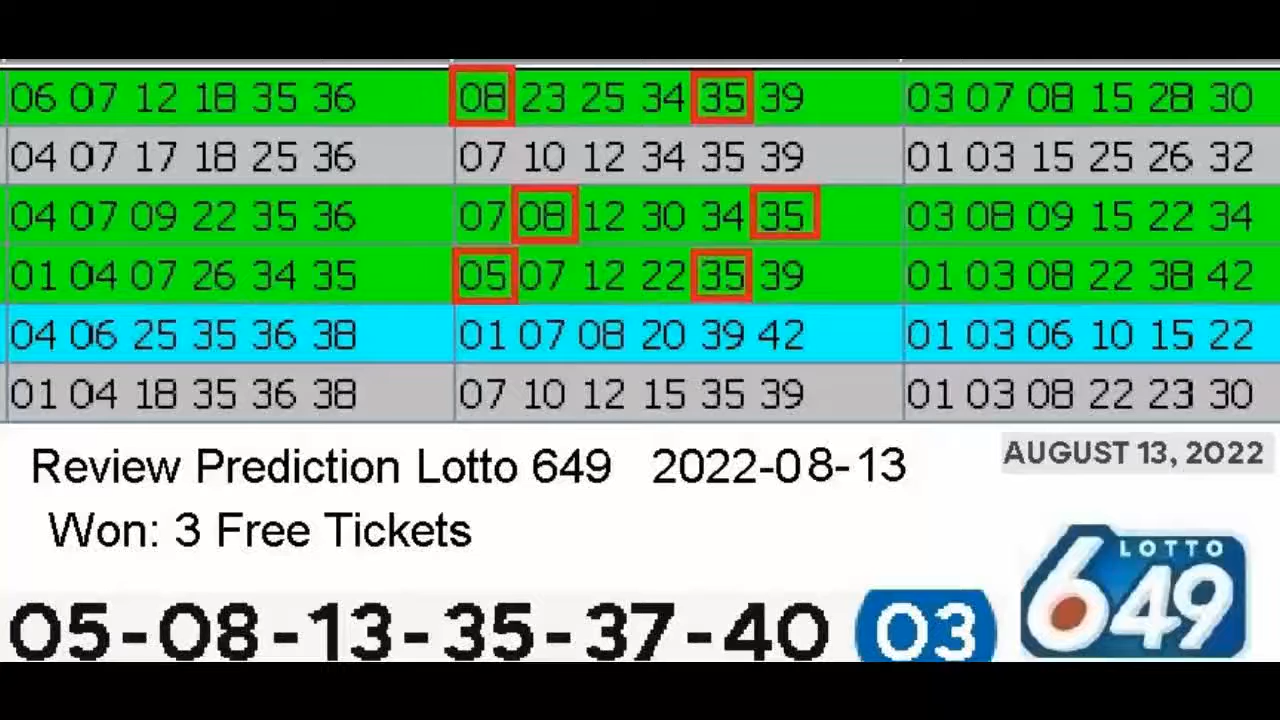 06 07 12 18 35 36 08 23 25 34 35 39 03 07 08 15 28 30
04 07 17 18 25 36 07 10 12 34 35 39 01 03 15 25 26 32
04 07 09 22 35 36 07 08 12 30 34 35 03 08 09 15 22 34
01 04 07 26 34 35 05 07 12 22 35 39 01 03 08 22 38 42
04 06 25 35 36 38 01 07 08 20 39 42 01 03 06 10 15 22
01 04 18 35 36 38 07 10 12 15 35 39 01 03 08 22 23 30
Review Prediction Lotto 649 2022-08-13
AUGUST 13, 2022
Won: 3 Free Tickets
LOTTO
649
05-08-13-35-37-40 03